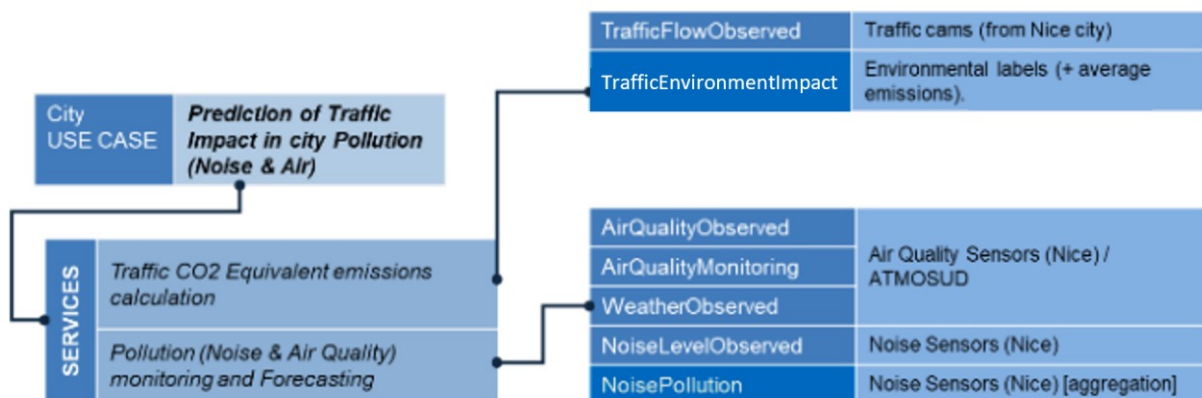 TrafficFlowObserved
Traffic cams (from Nice city)
TrafficEnvironmentImpact
Environmental labels (+ average
emissions).
City
USE CASE
Prediction of Traffic
Impact in city Pollution
(Noise & Air)
SERVICES
Traffic CO2 Equivalent emissions
calculation
Pollution (Noise & Air Quality)
monitoring and Forecasting
AirQualityObserved
AirQualityMonitoring
WeatherObserved
Air Quality Sensors (Nice) /
ATMOSUD
NoiseLevelObserved
Noise Sensors (Nice)
NoisePollution
Noise Sensors (Nice) [aggregation]